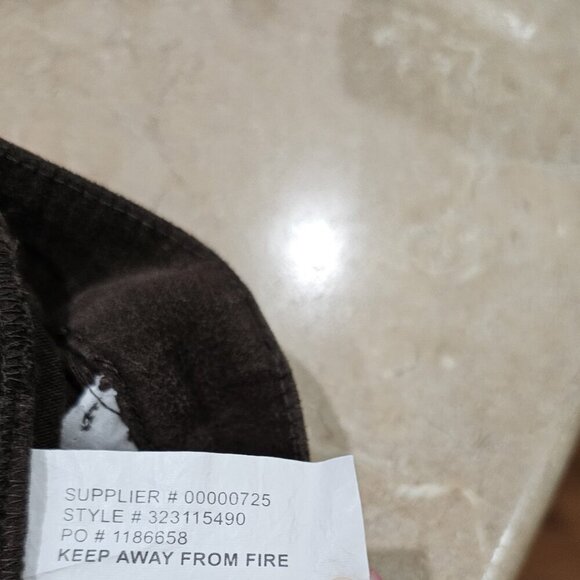 SUPPLIER # 00000725
STYLE # 323115490
PO # 1186658
KEEP AWAY FROM FIRE